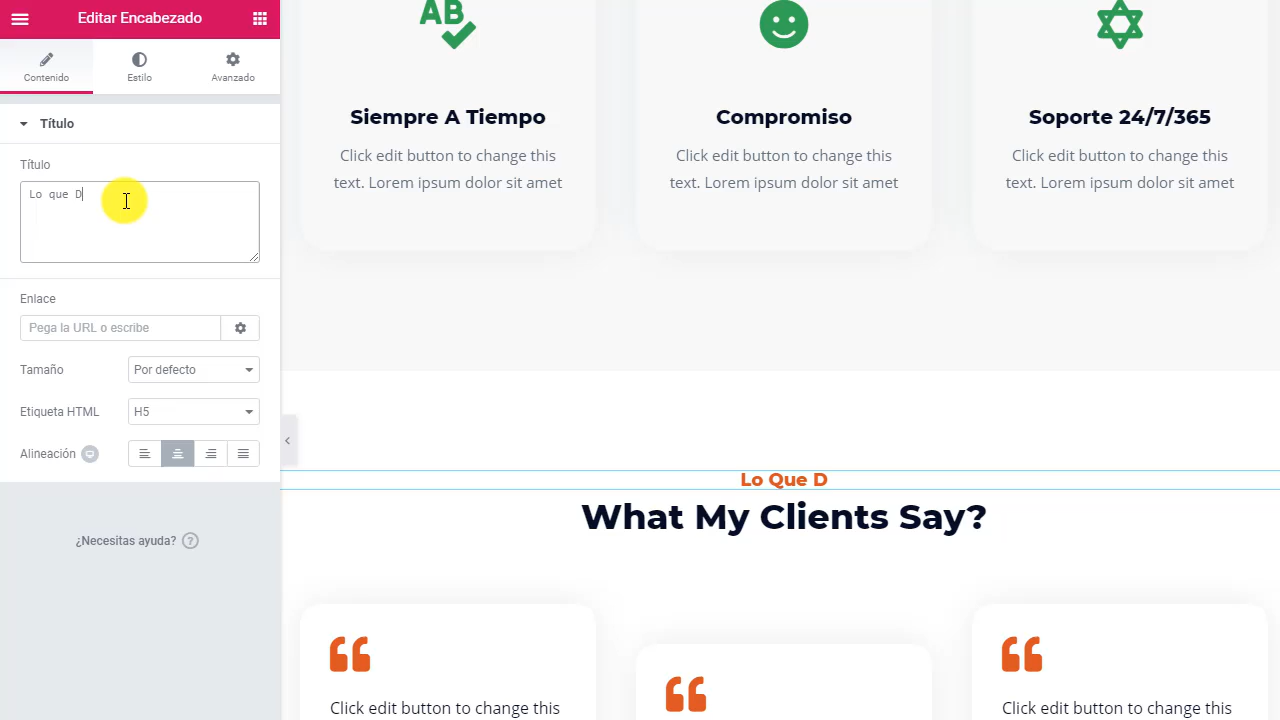 Editar Encabezado
Contenido
Estilo
Avanzado
Título
Título
Lo que D
Enlace
Pega la URL o escribe
Tamaño
Por defecto
Etiqueta HTML
H5
Alineación
¿Necesitas ayuda? ?
AB
Siempre A Tiempo
Click edit button to change this
text. Lorem ipsum dolor sit amet
Compromiso
Click edit button to change this
text. Lorem ipsum dolor sit amet
Soporte 24/7/365
Click edit button to change this
text. Lorem ipsum dolor sit amet
Lo Que D
What My Clients Say?
Click edit button to change this
Click edit button to change this